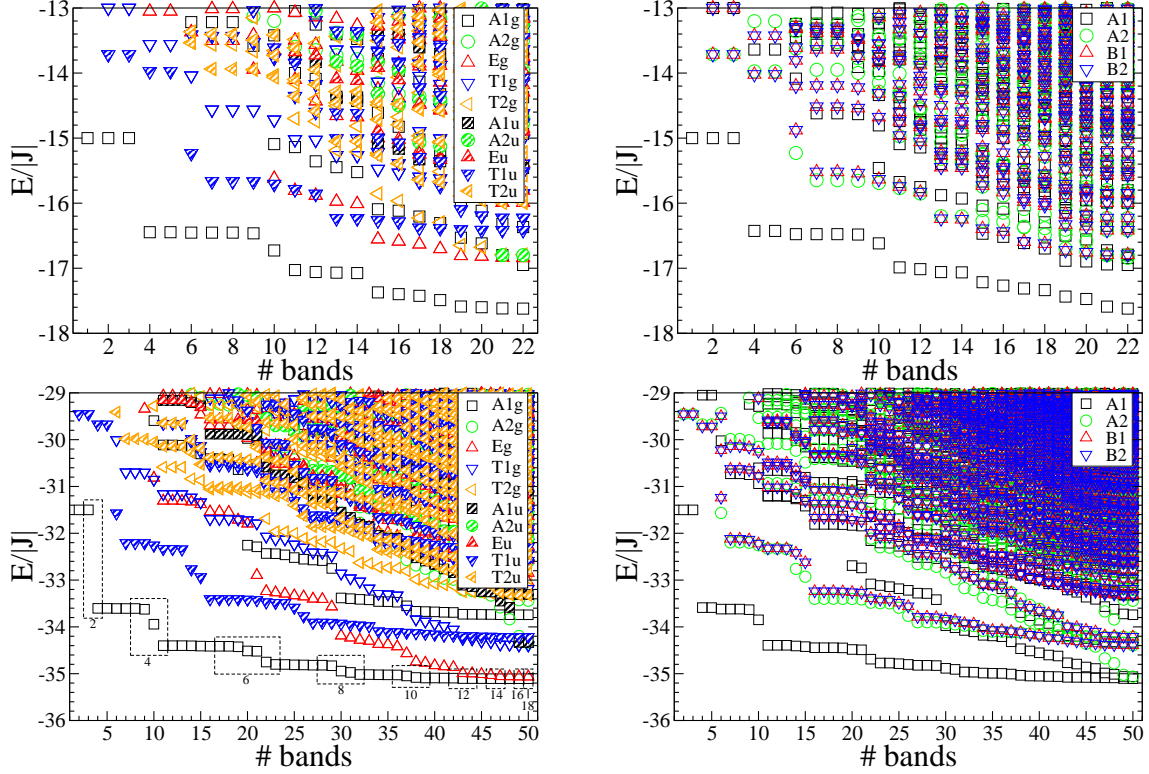 -13
-14
-15
-16
-17
-18
E/|J|
2 4 6 8 10 12 14 16 18 20 22
# bands
A1g
A2g
Eg
T1g
T2g
A1u
A2u
Eu
T1u
T2u
-13
-14
-15
-16
-17
-18
E/|J|
2 4 6 8 10 12 14 16 18 20 22
# bands
A1
A2
B1
B2
-29
-30
-31
-32
-33
-34
-35
-36
E/|J|
5 10 15 20 25 30 35 40 45 50
# bands
A1g
A2g
Eg
T1g
T2g
A1u
A2u
Eu
T1u
T2u
2
4
6
8
10
12
14
16
18
-29
-30
-31
-32
-33
-34
-35
-36
E/|J|
5 10 15 20 25 30 35 40 45 50
# bands
A1
A2
B1
B2